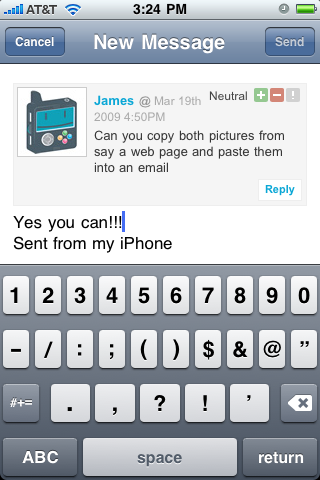 AT&T 3:24 PM
Cancel New Message Send
James @ Mar 19th Neutral + − !
2009 4:50PM
Can you copy both pictures from
say a web page and paste them
into an email
Reply
Yes you can!!!
Sent from my iPhone
1 2 3 4 5 6 7 8 9 0
- / : ; ( ) $ & @ ”
#+= . , ? ! ’
ABC space return